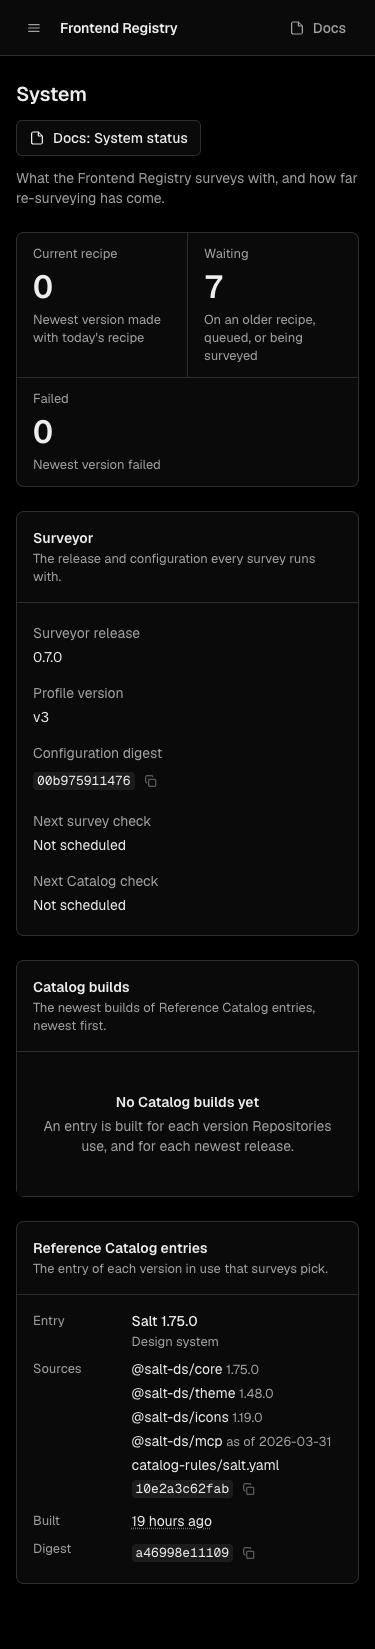 Frontend Registry
Docs
System
Docs: System status
What the Frontend Registry surveys with, and how far
re-surveying has come.
Current recipe
0
Newest version made
with today's recipe
Waiting
7
On an older recipe,
queued, or being
surveyed
Failed
0
Newest version failed
Surveyor
The release and configuration every survey runs
with.
Surveyor release
0.7.0
Profile version
v3
Configuration digest
00b975911476
Next survey check
Not scheduled
Next Catalog check
Not scheduled
Catalog builds
The newest builds of Reference Catalog entries,
newest first.
No Catalog builds yet
An entry is built for each version Repositories
use, and for each newest release.
Reference Catalog entries
The entry of each version in use that surveys pick.
Entry
Salt 1.75.0
Design system
Sources
@salt-ds/core 1.75.0
@salt-ds/theme 1.48.0
@salt-ds/icons 1.19.0
@salt-ds/mcp as of 2026-03-31
catalog-rules/salt.yaml
10e2a3c62fab
Built
19 hours ago
Digest
a46998e11109